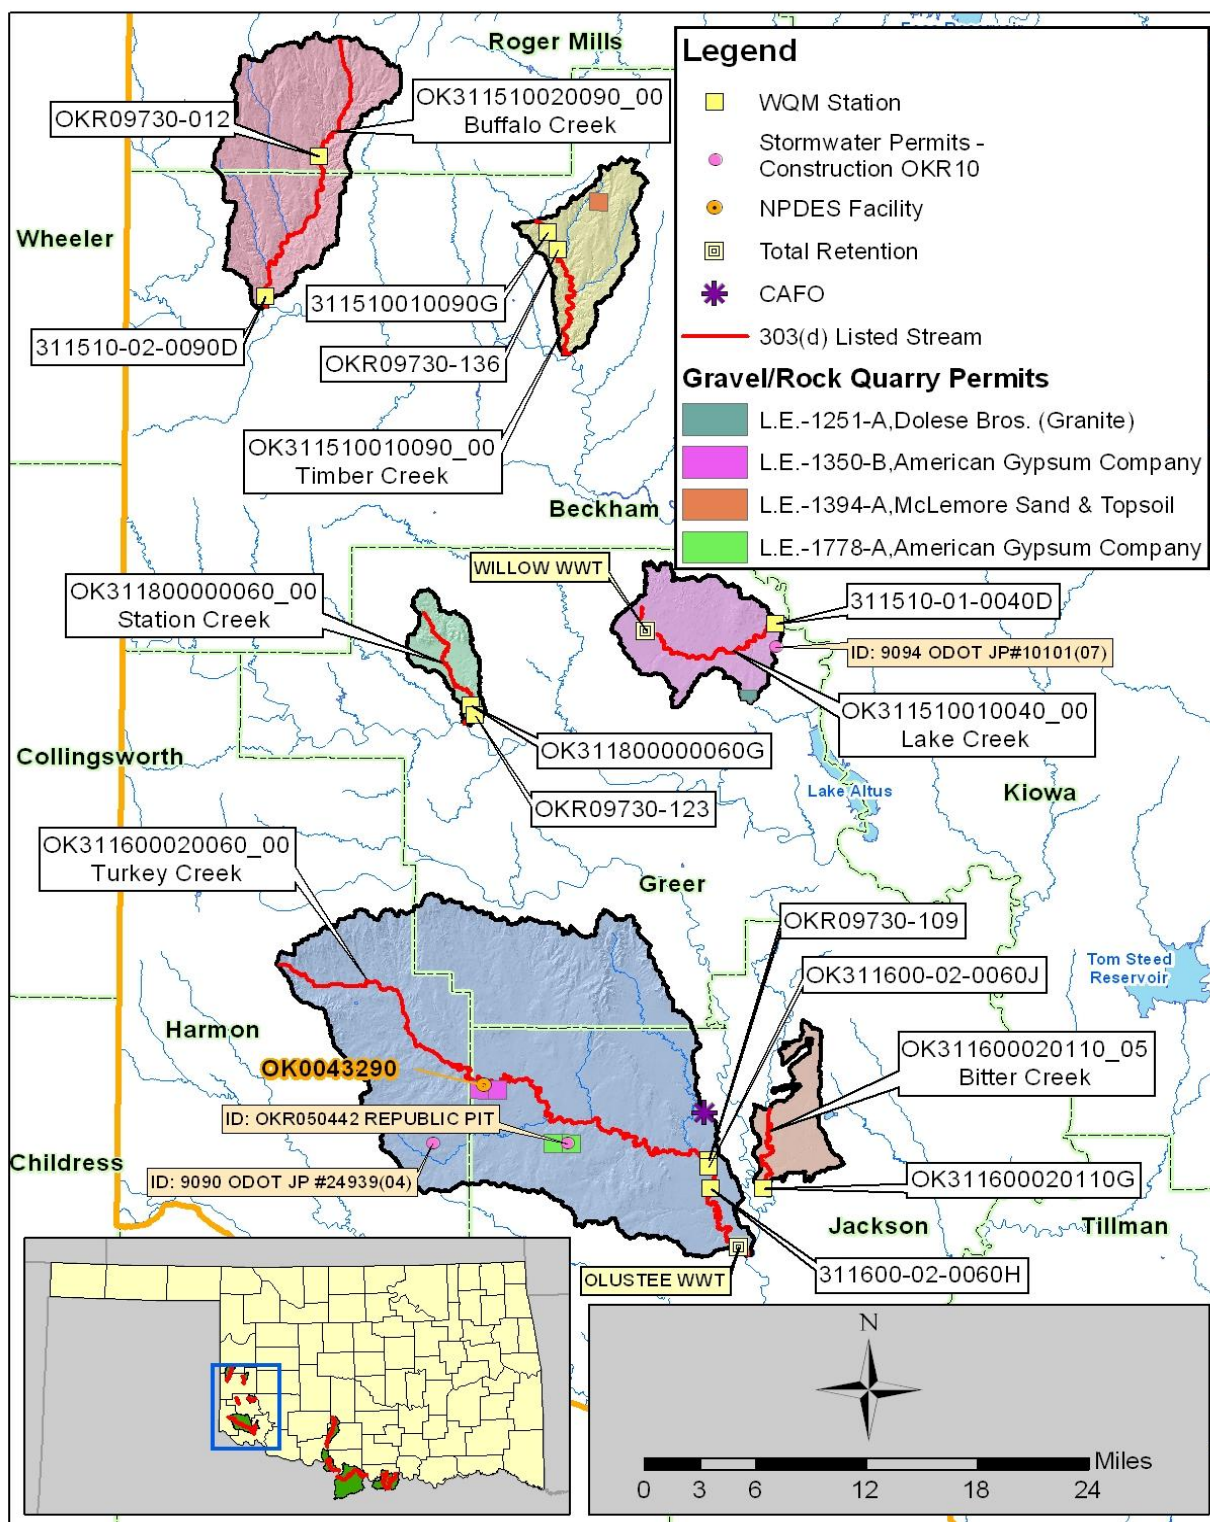 Roger Mills
Legend
WQM Station
Stormwater Permits -
Construction OKR10
NPDES Facility
Total Retention
CAFO
303(d) Listed Stream
Gravel/Rock Quarry Permits
L.E.-1251-A,Dolese Bros. (Granite)
L.E.-1350-B,American Gypsum Company
L.E.-1394-A,McLemore Sand & Topsoil
L.E.-1778-A,American Gypsum Company
OKR09730-012
OK311510020090_00
Buffalo Creek
Wheeler
311510010090G
311510-02-0090D
OKR09730-136
OK311510010090_00
Timber Creek
Beckham
WILLOW WWT
OK311800000060_00
Station Creek
311510-01-0040D
ID: 9094 ODOT JP#10101(07)
OK311510010040_00
Lake Creek
OK311800000060G
Collingsworth
Lake Altus
Kiowa
OKR09730-123
OK311600020060_00
Turkey Creek
Greer
OKR09730-109
OK311600-02-0060J
Tom Steed
Reservoir
Harmon
OK311600020110_05
Bitter Creek
OK0043290
ID: OKR050442 REPUBLIC PIT
Childress
ID: 9090 ODOT JP #24939(04)
OK311600020110G
Jackson
Tillman
311600-02-0060H
OLUSTEE WWT
N
Miles
0 3 6 12 18 24